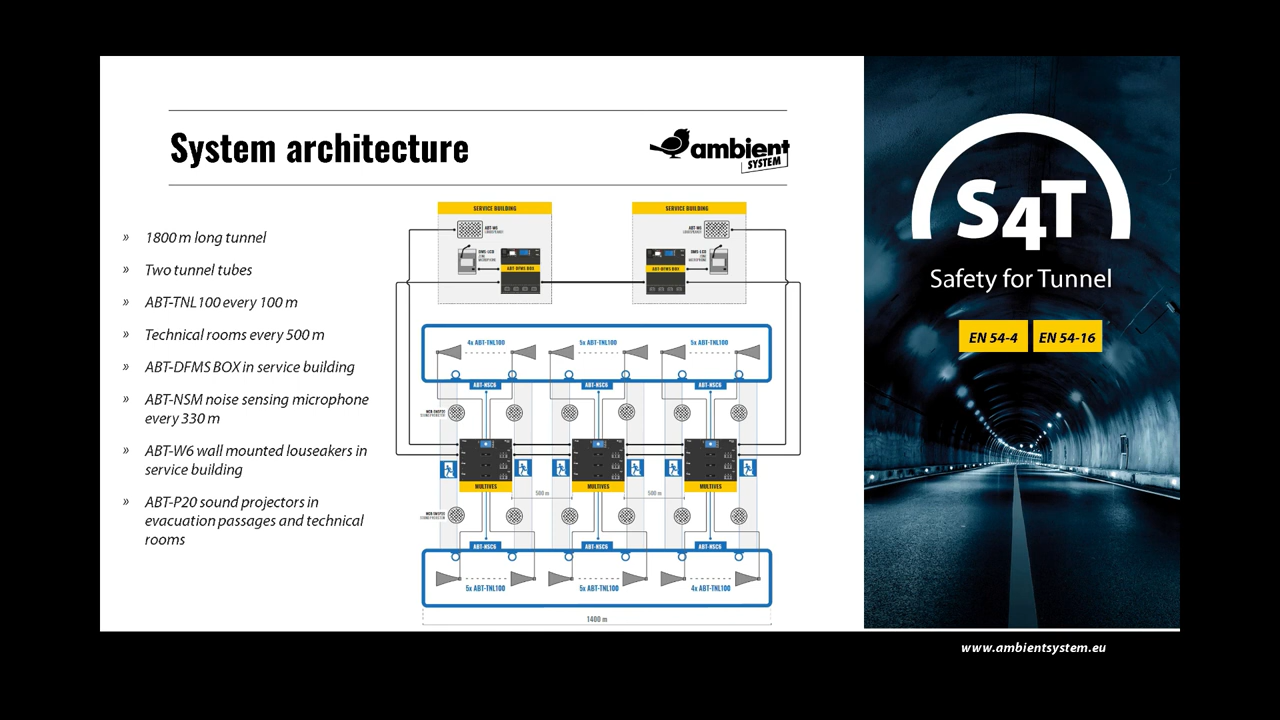 System architecture
ambient
SYSTEM
» 1800 m long tunnel
» Two tunnel tubes
» ABT-TNL100 every 100 m
» Technical rooms every 500 m
» ABT-DFMS BOX in service building
» ABT-NSM noise sensing microphone
every 330 m
» ABT-W6 wall mounted louseakers in
service building
» ABT-P20 sound projectors in
evacuation passages and technical
rooms
SERVICE BUILDING
SERVICE BUILDING
ABT-W6
ABT-W6
ABT-DFMS BOX
ABT-DFMS BOX
4x ABT-TNL100
5x ABT-TNL100
5x ABT-TNL100
ABT-NSC6
ABT-NSC6
ABT-NSC6
MULTIVES
MULTIVES
MULTIVES
500 m
500 m
ABT-NSC6
ABT-NSC6
ABT-NSC6
5x ABT-TNL100
5x ABT-TNL100
4x ABT-TNL100
1400 m
S4T
Safety for Tunnel
EN 54-4
EN 54-16
www.ambientsystem.eu